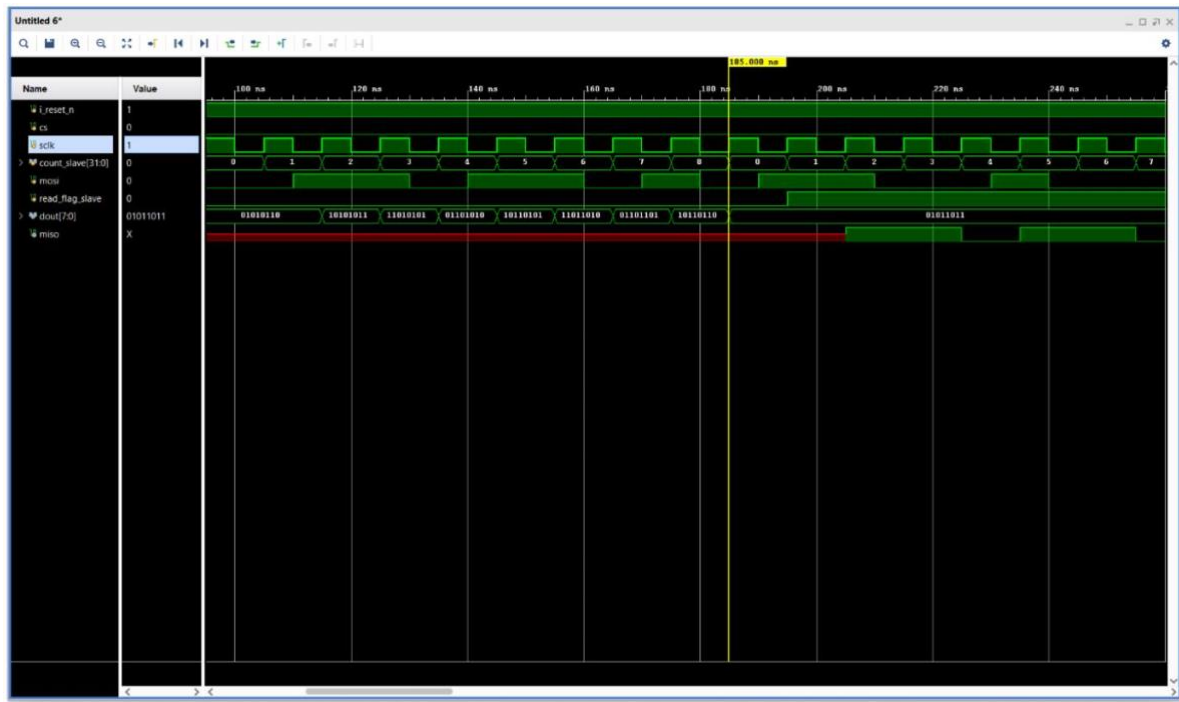 Untitled 6*
185.000 ns
Name Value
100 ns 120 ns 140 ns 160 ns 180 ns 200 ns 220 ns 240 ns
i_reset_n 1
cs 0
sclk 1
count_slave[31:0] 0 0 1 2 3 4 5 6 7 8 0 1 2 3 4 5 6 7
mosi 0
read_flag_slave 0
dout[7:0] 01011011 01010110 10101011 11010101 01101010 10110101 11011010 01101101 10110110 01011011
miso X